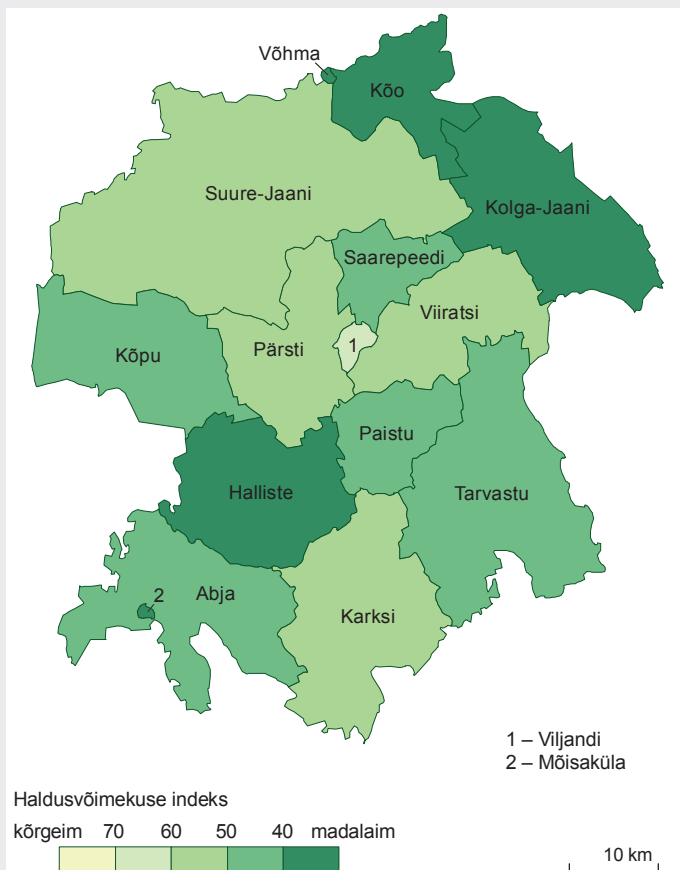 Võhma
Kõo
Suure-Jaani
Kolga-Jaani
Saarepeedi
Viiratsi
1
Pärsti
Kõpu
Paistu
Halliste
Tarvastu
2
Abja
Karksi
1 – Viljandi
2 – Mõisaküla
Haldusvõimekuse indeks
kõrgeim 70 60 50 40 madalaim
10 km